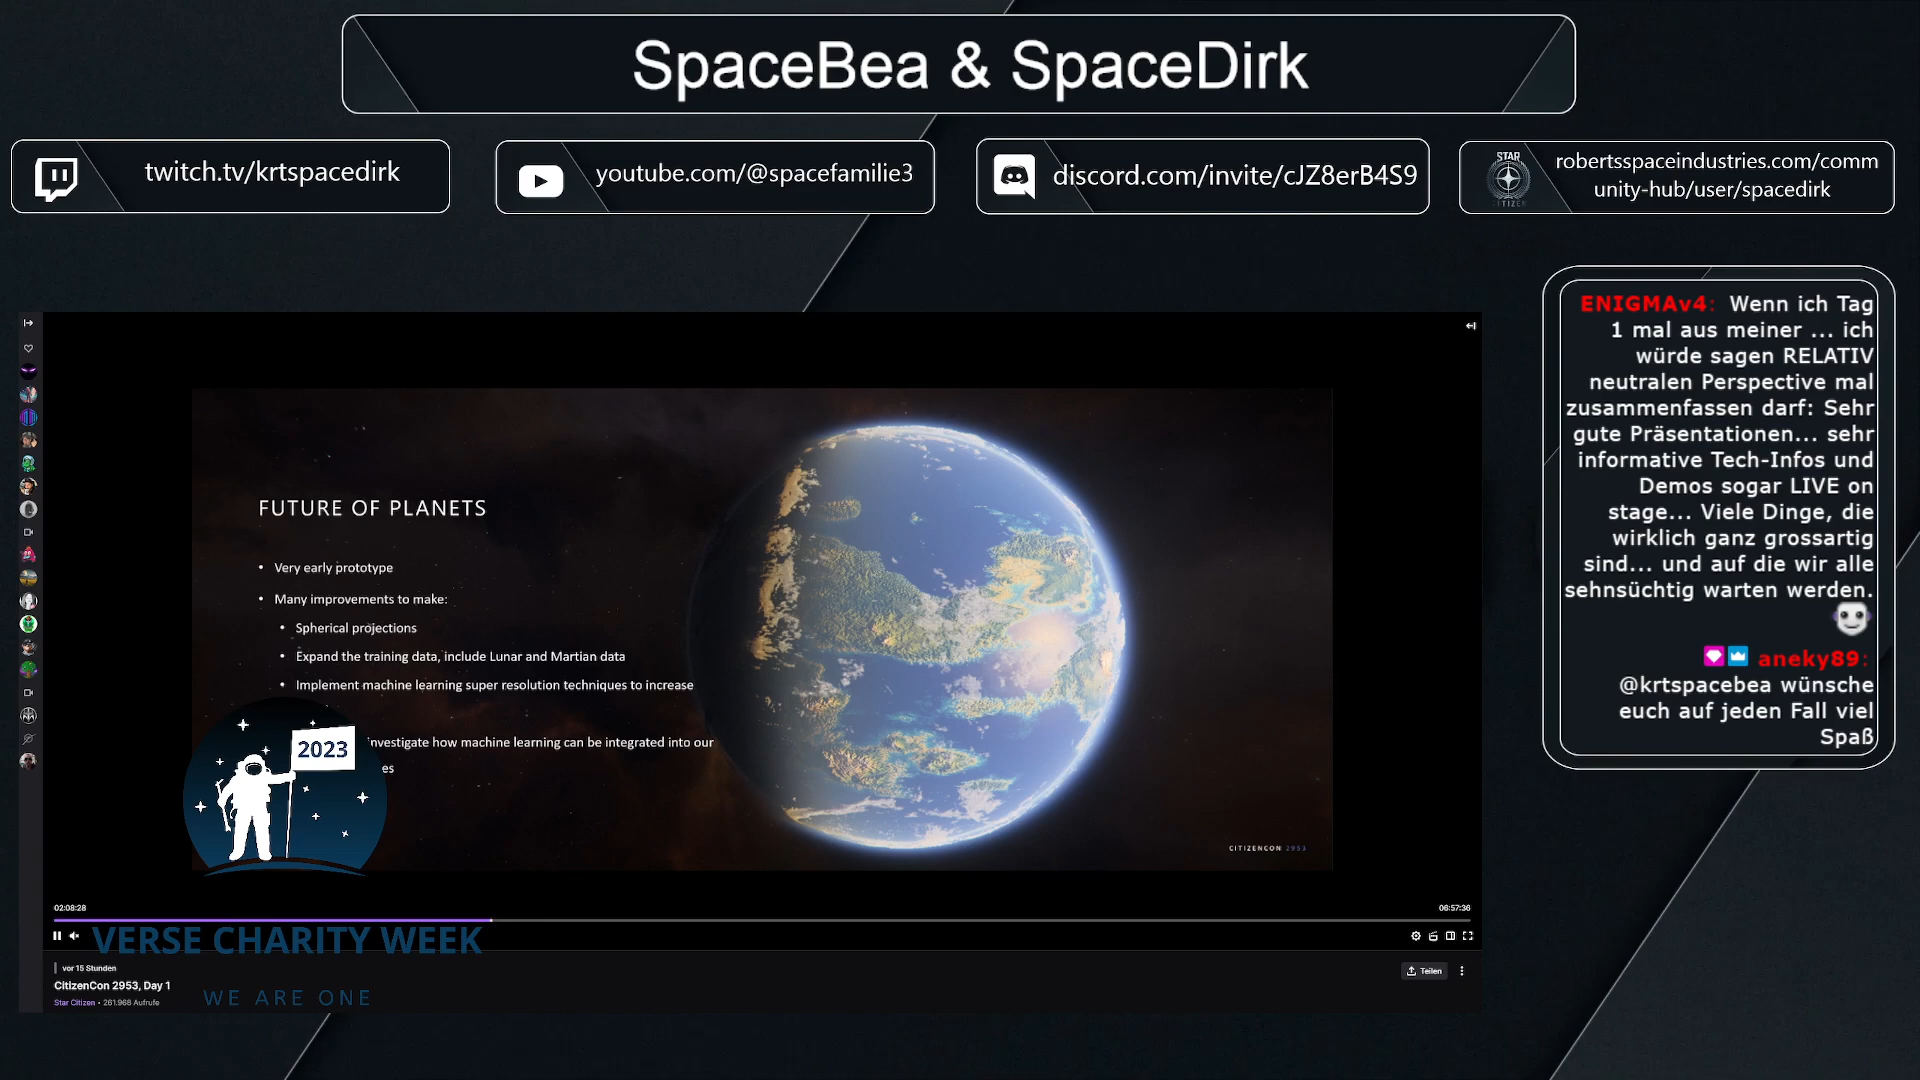 SpaceBea & SpaceDirk
twitch.tv/krtspacedirk
youtube.com/@spacefamilie3
discord.com/invite/cJZ8erB4S9
STAR
CITIZEN
robertsspaceindustries.com/comm
unity-hub/user/spacedirk
FUTURE OF PLANETS
• Very early prototype
• Many improvements to make:
• Spherical projections
• Expand the training data, include Lunar and Martian data
• Implement machine learning super resolution techniques to increase
investigate how machine learning can be integrated into our
es
2023
CITIZENCON 2953
02:08:28
06:57:36
VERSE CHARITY WEEK
WE ARE ONE
vor 15 Stunden
CitizenCon 2953, Day 1
Star Citizen • 261.968 Aufrufe
Teilen
ENIGMAv4: Wenn ich Tag
1 mal aus meiner ... ich
würde sagen RELATIV
neutralen Perspective mal
zusammenfassen darf: Sehr
gute Präsentationen... sehr
informative Tech-Infos und
Demos sogar LIVE on
stage... Viele Dinge, die
wirklich ganz grossartig
sind... und auf die wir alle
sehnsüchtig warten werden.
aneky89:
@krtspacebea wünsche
euch auf jeden Fall viel
Spaß